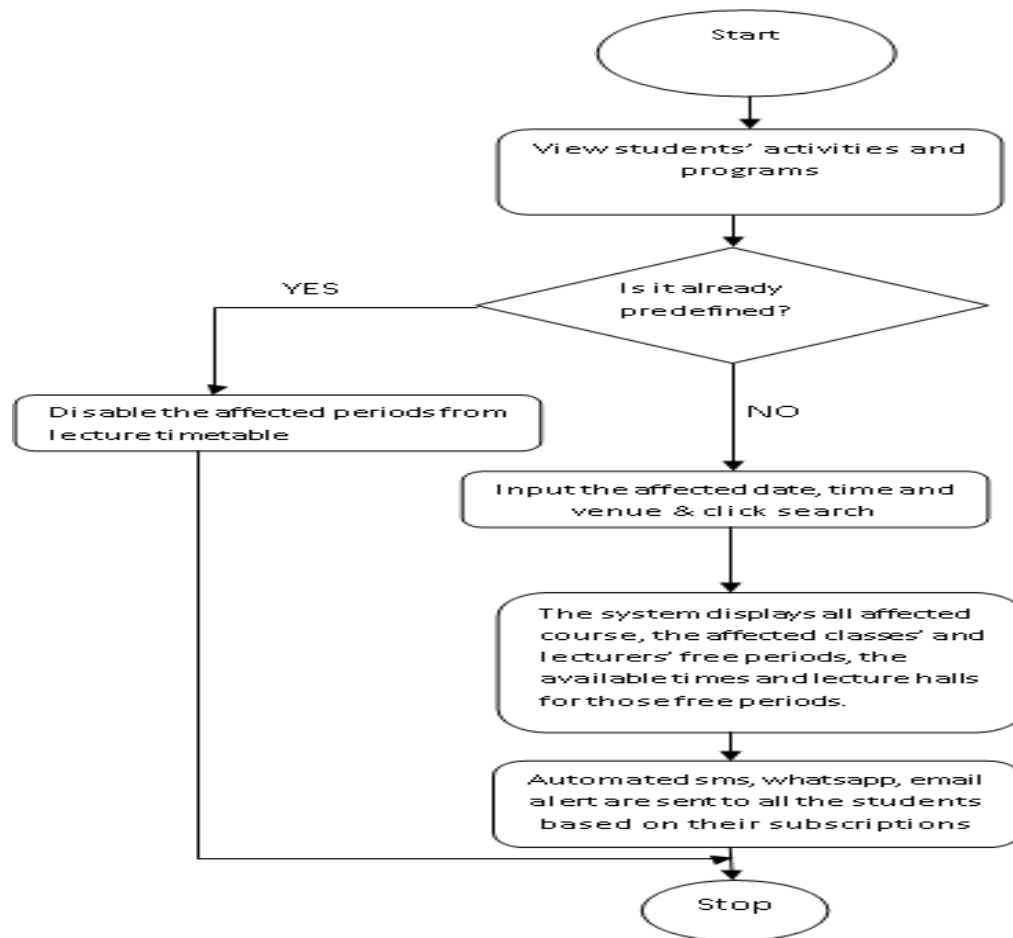 Start
View students’ activities and
programs
Is it already
predefined?
YES
Disable the affected periods from
lecture timetable
NO
Input the affected date, time and
venue & click search
The system displays all affected
course, the affected classes’ and
lecturers’ free periods, the
available times and lecture halls
for those free periods.
Automated sms, whatsapp, email
alert are sent to all the students
based on their subscriptions
Stop